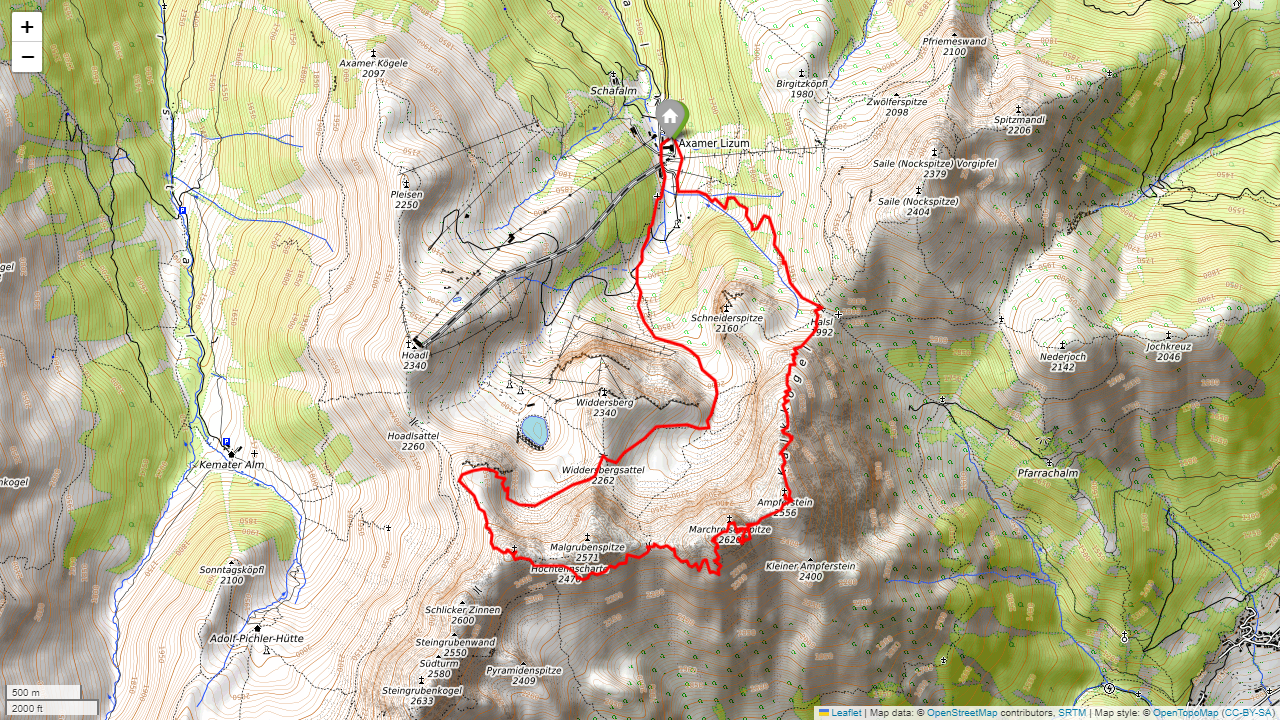 +
−
Axamer Kögele
2097
Schafalm
Axamer Lizum
Pfriemeswand
2100
Birgitzköpfl
1980
Zwölferspitze
2098
Spitzmandl
2206
Saile (Nockspitze) Vorgipfel
2379
Saile (Nockspitze)
2404
Pleisen
2250
Hoadl
2340
Schneiderspitze
2160
Halsl
1992
Nederjoch
2142
Jochkreuz
2046
Widdersberg
2340
Hoadlsattel
2260
Widdersbergsattel
2262
Kemater Alm
Pfarrachalm
Ampferstein
2556
Malgrubenspitze
2571
Kleiner Ampferstein
2400
Sonntagsköpfl
2100
Schlicker Zinnen
2600
Adolf-Pichler-Hütte
Steingrubenwand
2550
Südturm
2580
Pyramidenspitze
2409
Steingrubenkogel
2633
500 m
2000 ft
Leaflet | Map data: © OpenStreetMap contributors, SRTM | Map style: © OpenTopoMap (CC-BY-SA)